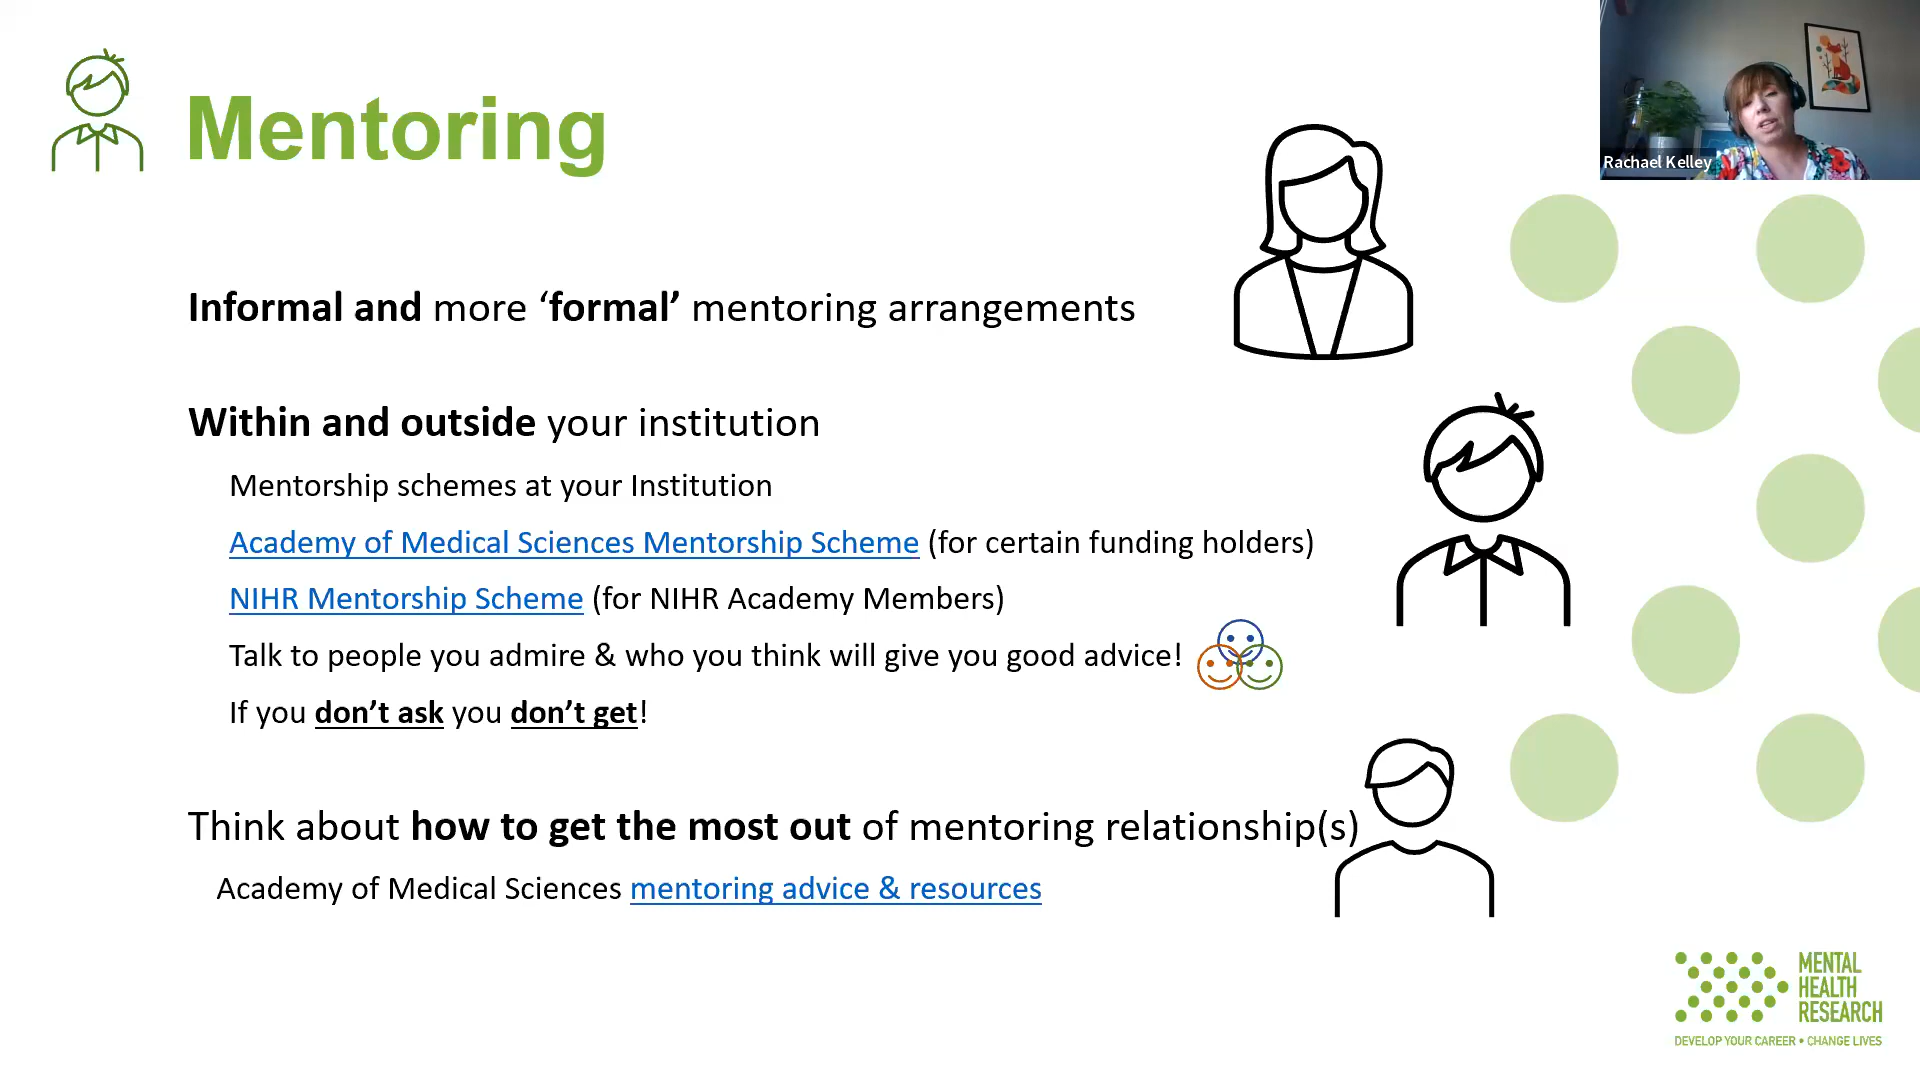 Mentoring
Rachael Kelley
Informal and more ‘formal’ mentoring arrangements
Within and outside your institution
Mentorship schemes at your Institution
Academy of Medical Sciences Mentorship Scheme (for certain funding holders)
NIHR Mentorship Scheme (for NIHR Academy Members)
Talk to people you admire & who you think will give you good advice!
If you don’t ask you don’t get!
Think about how to get the most out of mentoring relationship(s)
Academy of Medical Sciences mentoring advice & resources
MENTAL
HEALTH
RESEARCH
DEVELOP YOUR CAREER • CHANGE LIVES